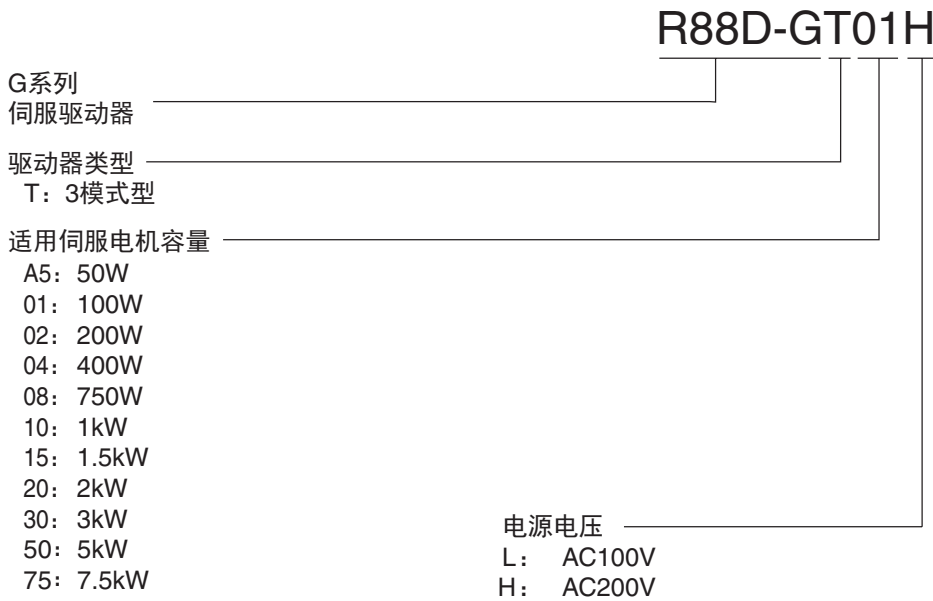 R88D-GT01H
G系列
伺服驱动器
驱动器类型
T：3模式型
适用伺服电机容量
A5：50W
01：100W
02：200W
04：400W
08：750W
10：1kW
15：1.5kW
20：2kW
30：3kW
50：5kW
75：7.5kW
电源电压
L： AC100V
H： AC200V